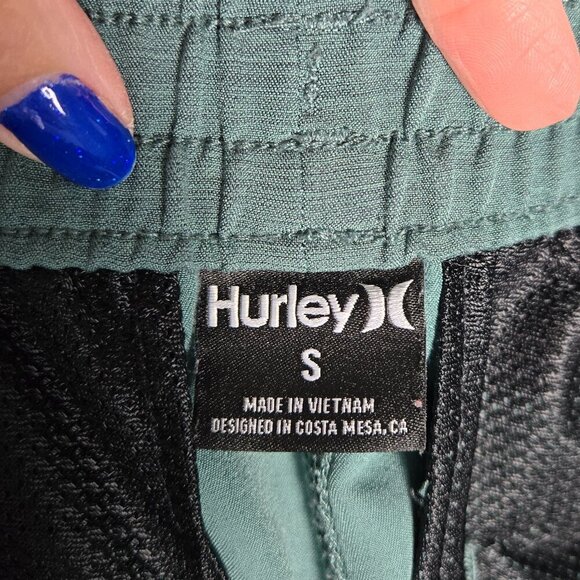 Hurley
S
MADE IN VIETNAM
DESIGNED IN COSTA MESA, CA